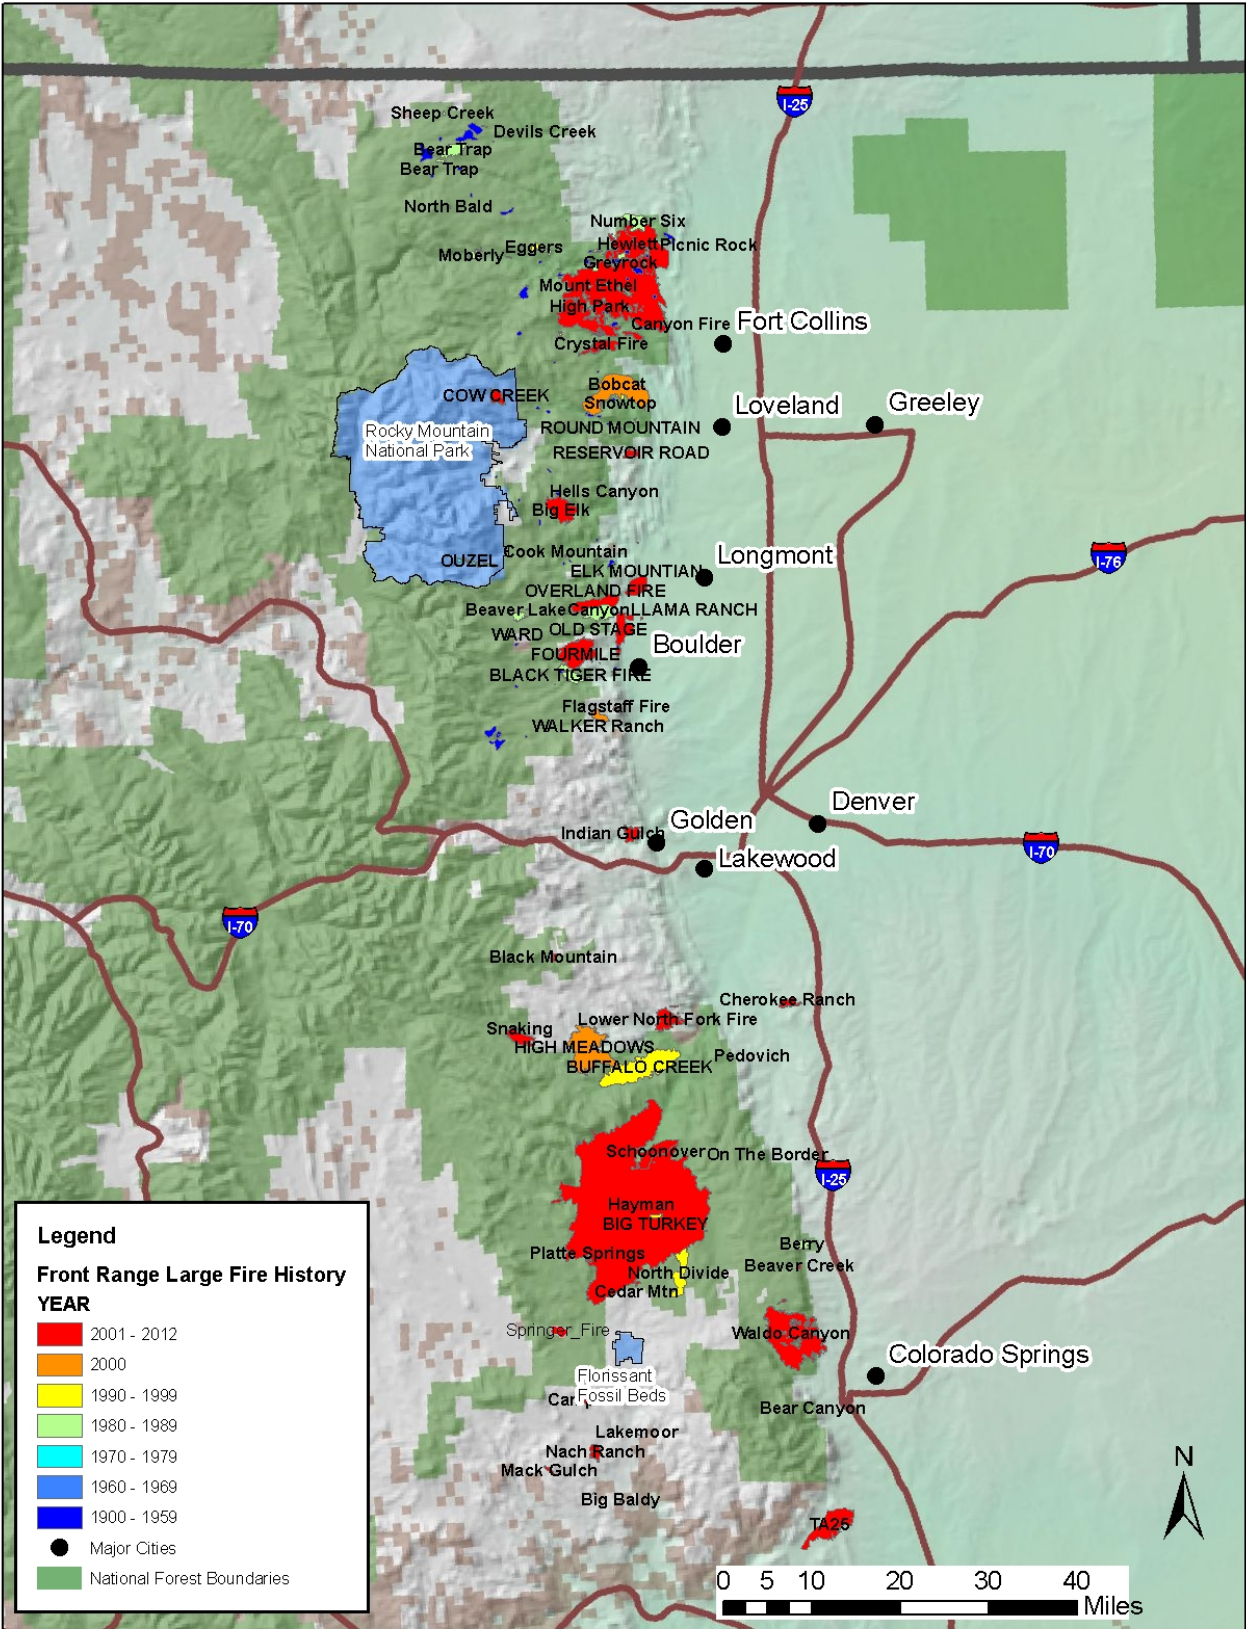 I-25
Sheep Creek
Devils Creek
Bear Trap
Bear Trap
North Bald
Number Six
Moberly
Eggers
Hewlett
Picnic Rock
Greyrock
Mount Ethel
High Park
Canyon Fire
Fort Collins
Crystal Fire
Bobcat
COW CREEK
Snowtop
Loveland
Greeley
Rocky Mountain
National Park
ROUND MOUNTAIN
RESERVOIR ROAD
Hells Canyon
Big Elk
Cook Mountain
OUZEL
Longmont
I-76
ELK MOUNTIAN
OVERLAND FIRE
Beaver Lake
Canyon
LLAMA RANCH
WARD
OLD STAGE
Boulder
FOURMILE
BLACK TIGER FIRE
Flagstaff Fire
WALKER Ranch
Denver
Indian Gulch
Golden
Lakewood
I-70
I-70
Black Mountain
Cherokee Ranch
Snaking
Lower North Fork Fire
HIGH MEADOWS
Pedovich
BUFFALO CREEK
Schoonover
On The Border
I-25
Hayman
BIG TURKEY
Platte Springs
Berry
Beaver Creek
North Divide
Cedar Mtn
Springer_Fire
Waldo Canyon
Colorado Springs
Florissant
Fossil Beds
Bear Canyon
Lakemoor
Nach Ranch
Mack Gulch
Big Baldy
TA25
Legend
Front Range Large Fire History
YEAR
2001 - 2012
2000
1990 - 1999
1980 - 1989
1970 - 1979
1960 - 1969
1900 - 1959
Major Cities
National Forest Boundaries
N
0 5 10 20 30 40
Miles